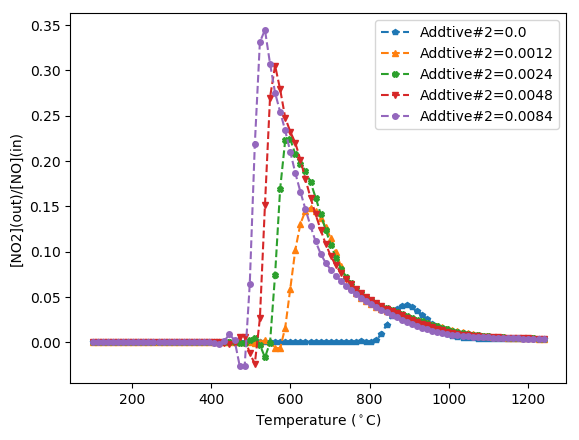 0.35
0.30
0.25
0.20
0.15
0.10
0.05
0.00
[NO2](out)/[NO](in)
Addtive#2=0.0
Addtive#2=0.0012
Addtive#2=0.0024
Addtive#2=0.0048
Addtive#2=0.0084
200 400 600 800 1000 1200
Temperature (°C)